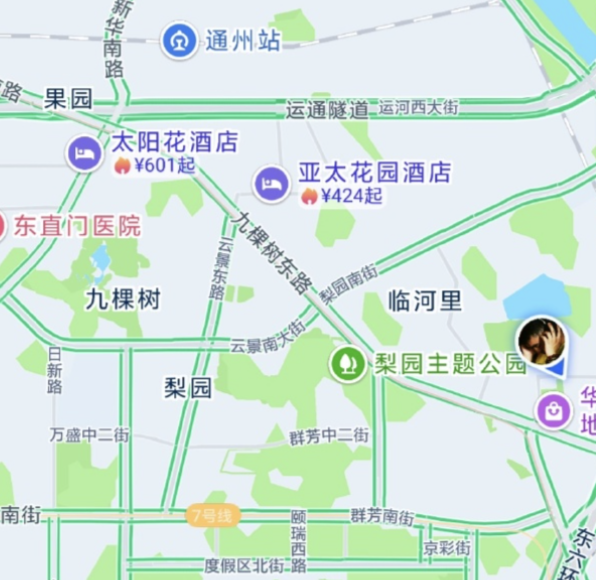 新华南路
通州站
路
果园
运通隧道
运河西大街
太阳花酒店
¥601起
亚太花园酒店
¥424起
东直门医院
九棵树东路
云景东路
梨园南街
九棵树
临河里
云景南大街
日新路
梨园主题公园
梨园
华
地
万盛中二街
群芳中二街
南街
7号线
颐瑞西路
群芳南街
京彩街
东六环
度假区北街